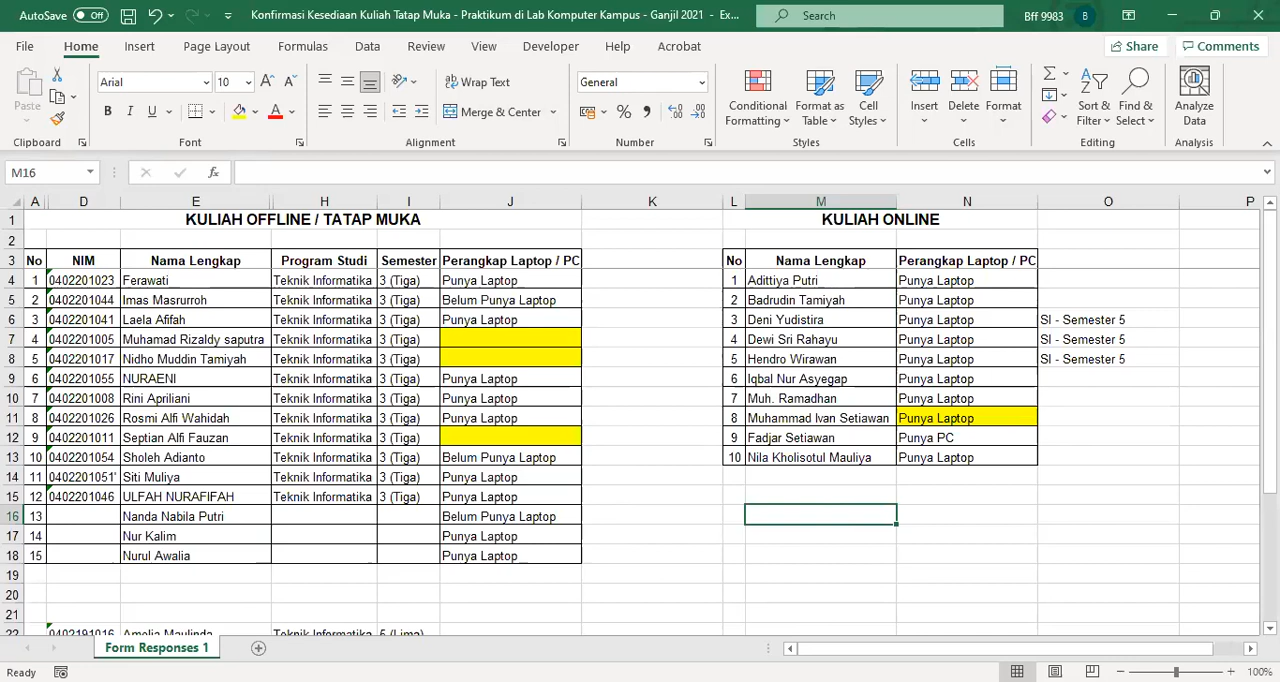 AutoSave Off Konfirmasi Kesediaan Kuliah Tatap Muka - Praktikum di Lab Komputer Kampus - Ganjil 2021 - Ex... Search Bff 9983 B
File Home Insert Page Layout Formulas Data Review View Developer Help Acrobat Share Comments
Paste Arial 10 Wrap Text Merge & Center General Conditional Formatting Format as Table Cell Styles Insert Delete Format Sort & Filter Find & Select Analyze Data
Clipboard Font Alignment Number Styles Cells Editing Analysis
M16 fx
A D E H I J K L M N O P
1 KULIAH OFFLINE / TATAP MUKA KULIAH ONLINE
2
3 No NIM Nama Lengkap Program Studi Semester Perangkap Laptop / PC No Nama Lengkap Perangkap Laptop / PC
4 1 0402201023 Ferawati Teknik Informatika 3 (Tiga) Punya Laptop 1 Adittiya Putri Punya Laptop
5 2 0402201044 Imas Masrurroh Teknik Informatika 3 (Tiga) Belum Punya Laptop 2 Badrudin Tamiyah Punya Laptop
6 3 0402201041 Laela Afifah Teknik Informatika 3 (Tiga) Punya Laptop 3 Deni Yudistira Punya Laptop SI - Semester 5
7 4 0402201005 Muhamad Rizaldy saputra Teknik Informatika 3 (Tiga) 4 Dewi Sri Rahayu Punya Laptop SI - Semester 5
8 5 0402201017 Nidho Muddin Tamiyah Teknik Informatika 3 (Tiga) 5 Hendro Wirawan Punya Laptop SI - Semester 5
9 6 0402201055 NURAENI Teknik Informatika 3 (Tiga) Punya Laptop 6 Iqbal Nur Asyegap Punya Laptop
10 7 0402201008 Rini Apriliani Teknik Informatika 3 (Tiga) Punya Laptop 7 Muh. Ramadhan Punya Laptop
11 8 0402201026 Rosmi Alfi Wahidah Teknik Informatika 3 (Tiga) Punya Laptop 8 Muhammad Ivan Setiawan Punya Laptop
12 9 0402201011 Septian Alfi Fauzan Teknik Informatika 3 (Tiga) 9 Fadjar Setiawan Punya PC
13 10 0402201054 Sholeh Adianto Teknik Informatika 3 (Tiga) Belum Punya Laptop 10 Nila Kholisotul Mauliya Punya Laptop
14 11 0402201051' Siti Muliya Teknik Informatika 3 (Tiga) Punya Laptop
15 12 0402201046 ULFAH NURAFIFAH Teknik Informatika 3 (Tiga) Punya Laptop
16 13 Nanda Nabila Putri Belum Punya Laptop
17 14 Nur Kalim Punya Laptop
18 15 Nurul Awalia Punya Laptop
19
20
21
22 0402191016 Amelia Maulinda Teknik Informatika 5 (Lima)
Form Responses 1
Ready 100%